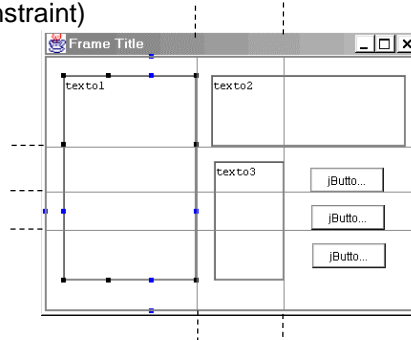 nstraint)
Frame Title
texto1
texto2
texto3
jButto...
jButto...
jButto...